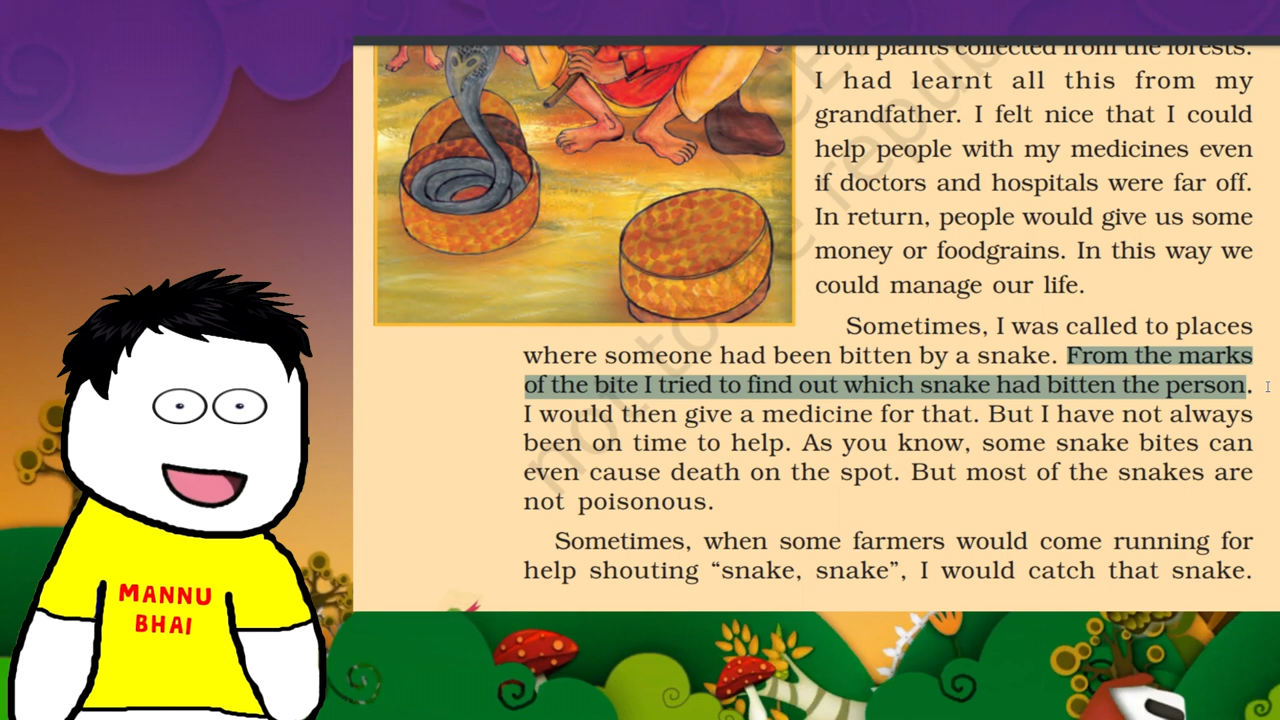 from plants collected from the forests.
I had learnt all this from my
grandfather. I felt nice that I could
help people with my medicines even
if doctors and hospitals were far off.
In return, people would give us some
money or foodgrains. In this way we
could manage our life.
Sometimes, I was called to places
where someone had been bitten by a snake. From the marks
of the bite I tried to find out which snake had bitten the person.
I would then give a medicine for that. But I have not always
been on time to help. As you know, some snake bites can
even cause death on the spot. But most of the snakes are
not poisonous.
Sometimes, when some farmers would come running for
help shouting “snake, snake”, I would catch that snake.
MANNU
BHAI